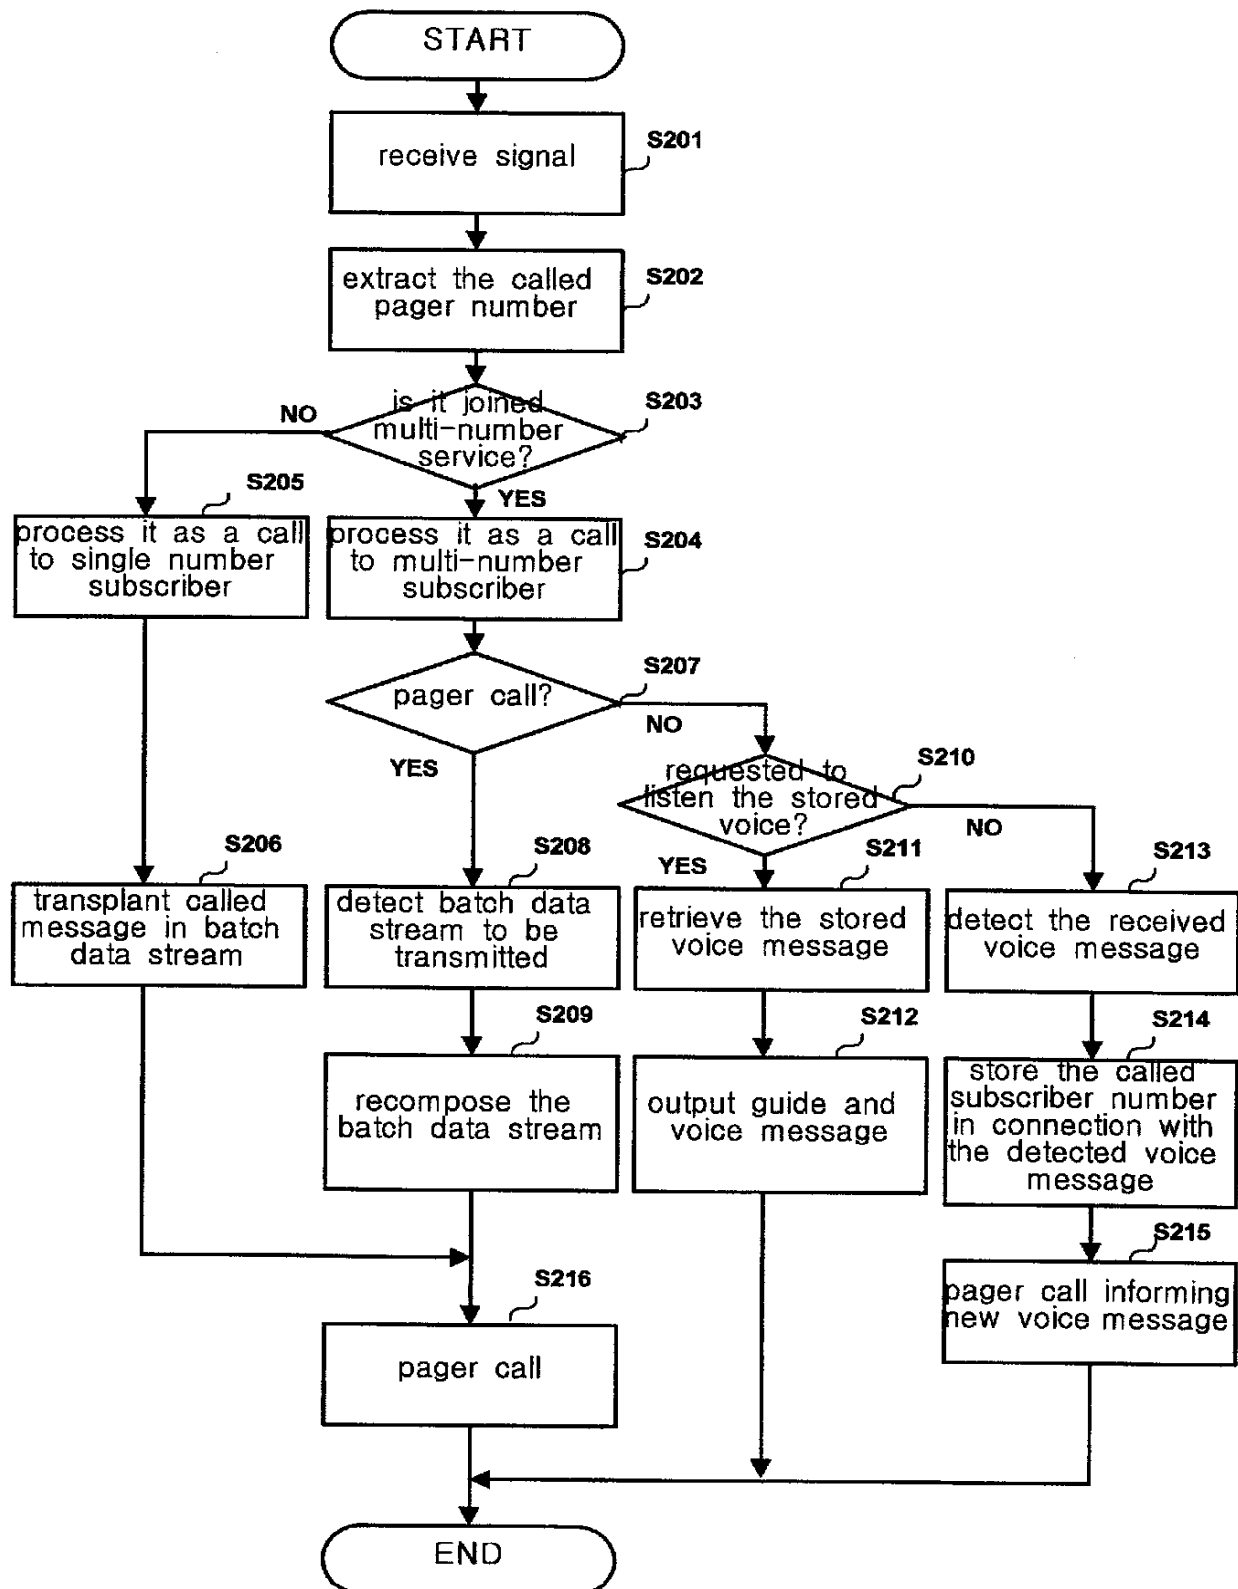 START
receive signal
S201
extract the called
pager number
S202
is it joined
multi-number
service?
S203
NO
YES
S205
process it as a call
to single number
subscriber
process it as a call
to multi-number
subscriber
S204
pager call?
S207
NO
YES
requested to
listen the stored
voice?
S210
NO
YES
S206
transplant called
message in batch
data stream
S208
detect batch data
stream to be
transmitted
S211
retrieve the stored
voice message
S213
detect the received
voice message
S209
recompose the
batch data stream
S212
output guide and
voice message
S214
store the called
subscriber number
in connection with
the detected voice
message
S215
pager call informing
new voice message
S216
pager call
END